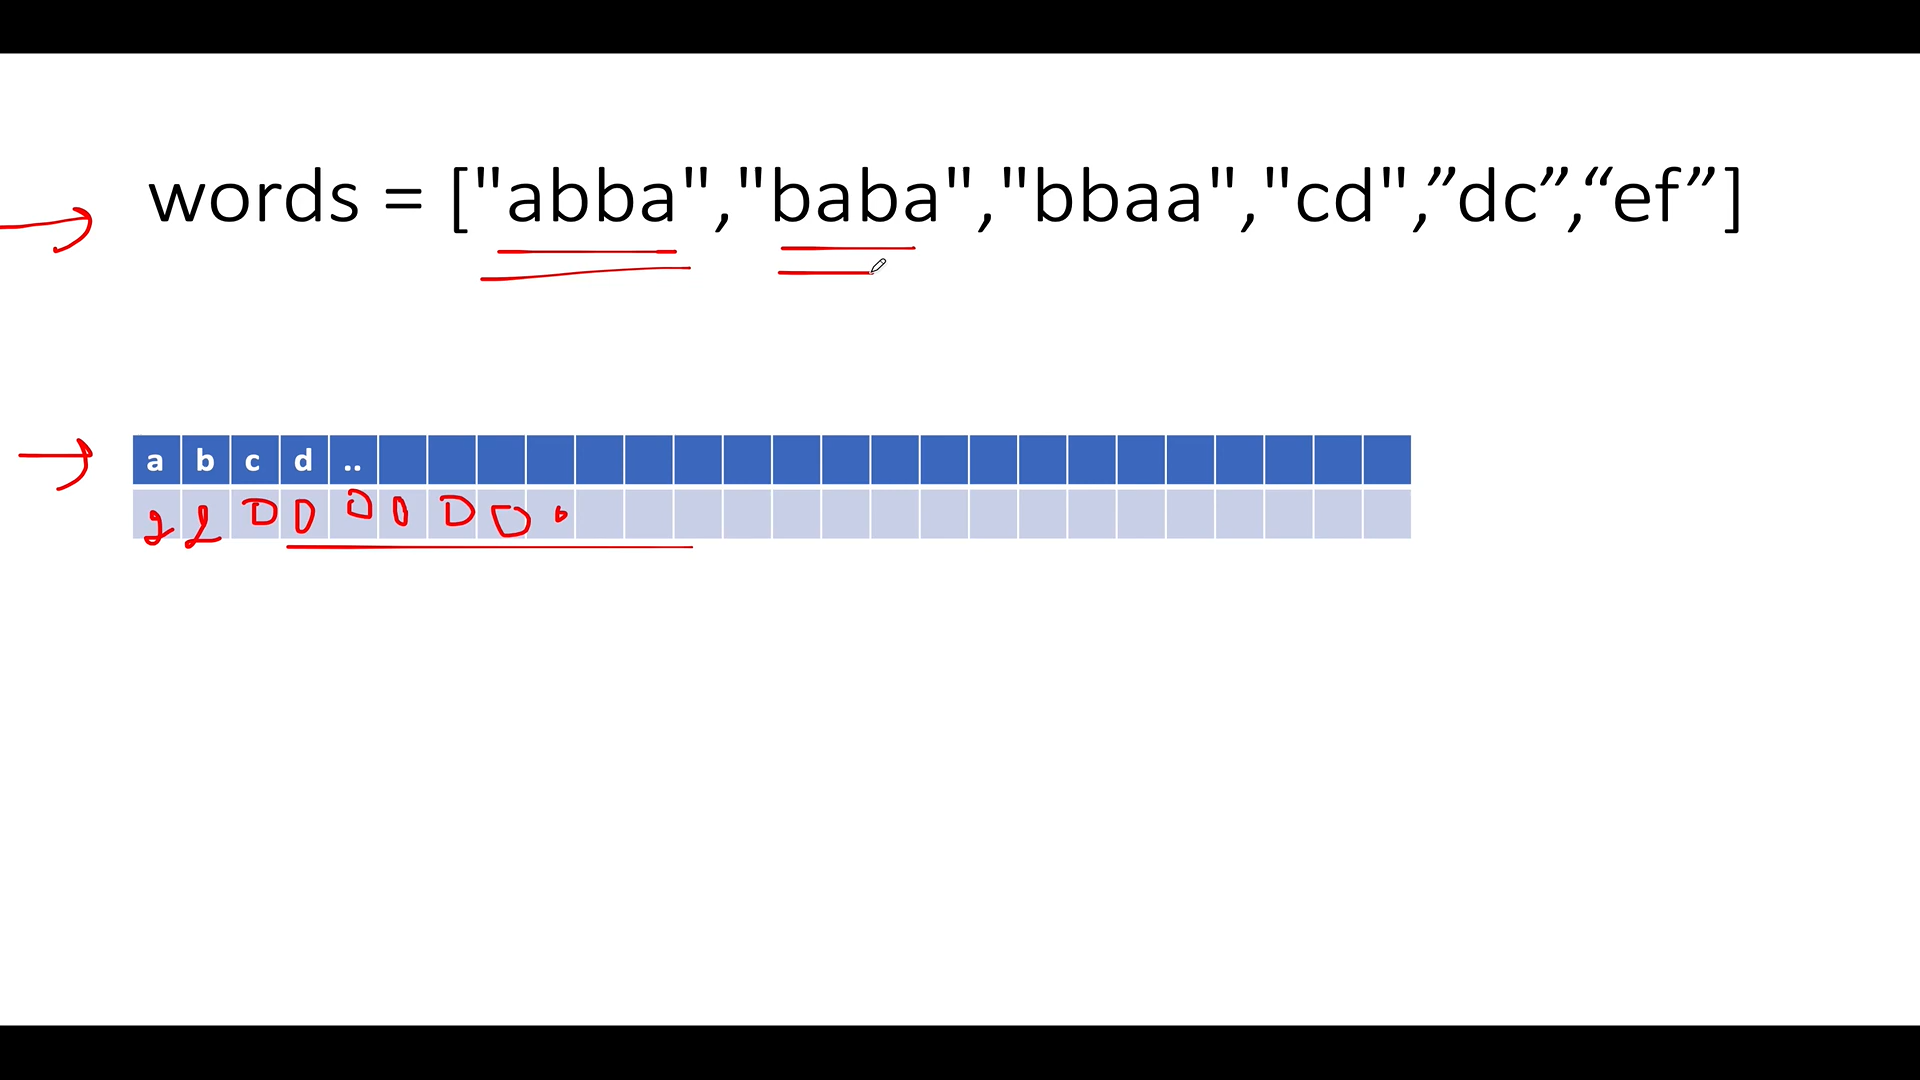 words = ["abba","baba","bbaa","cd",”dc”,“ef”]
a b c d ..
2 2 0 0 0 0 0 0 0